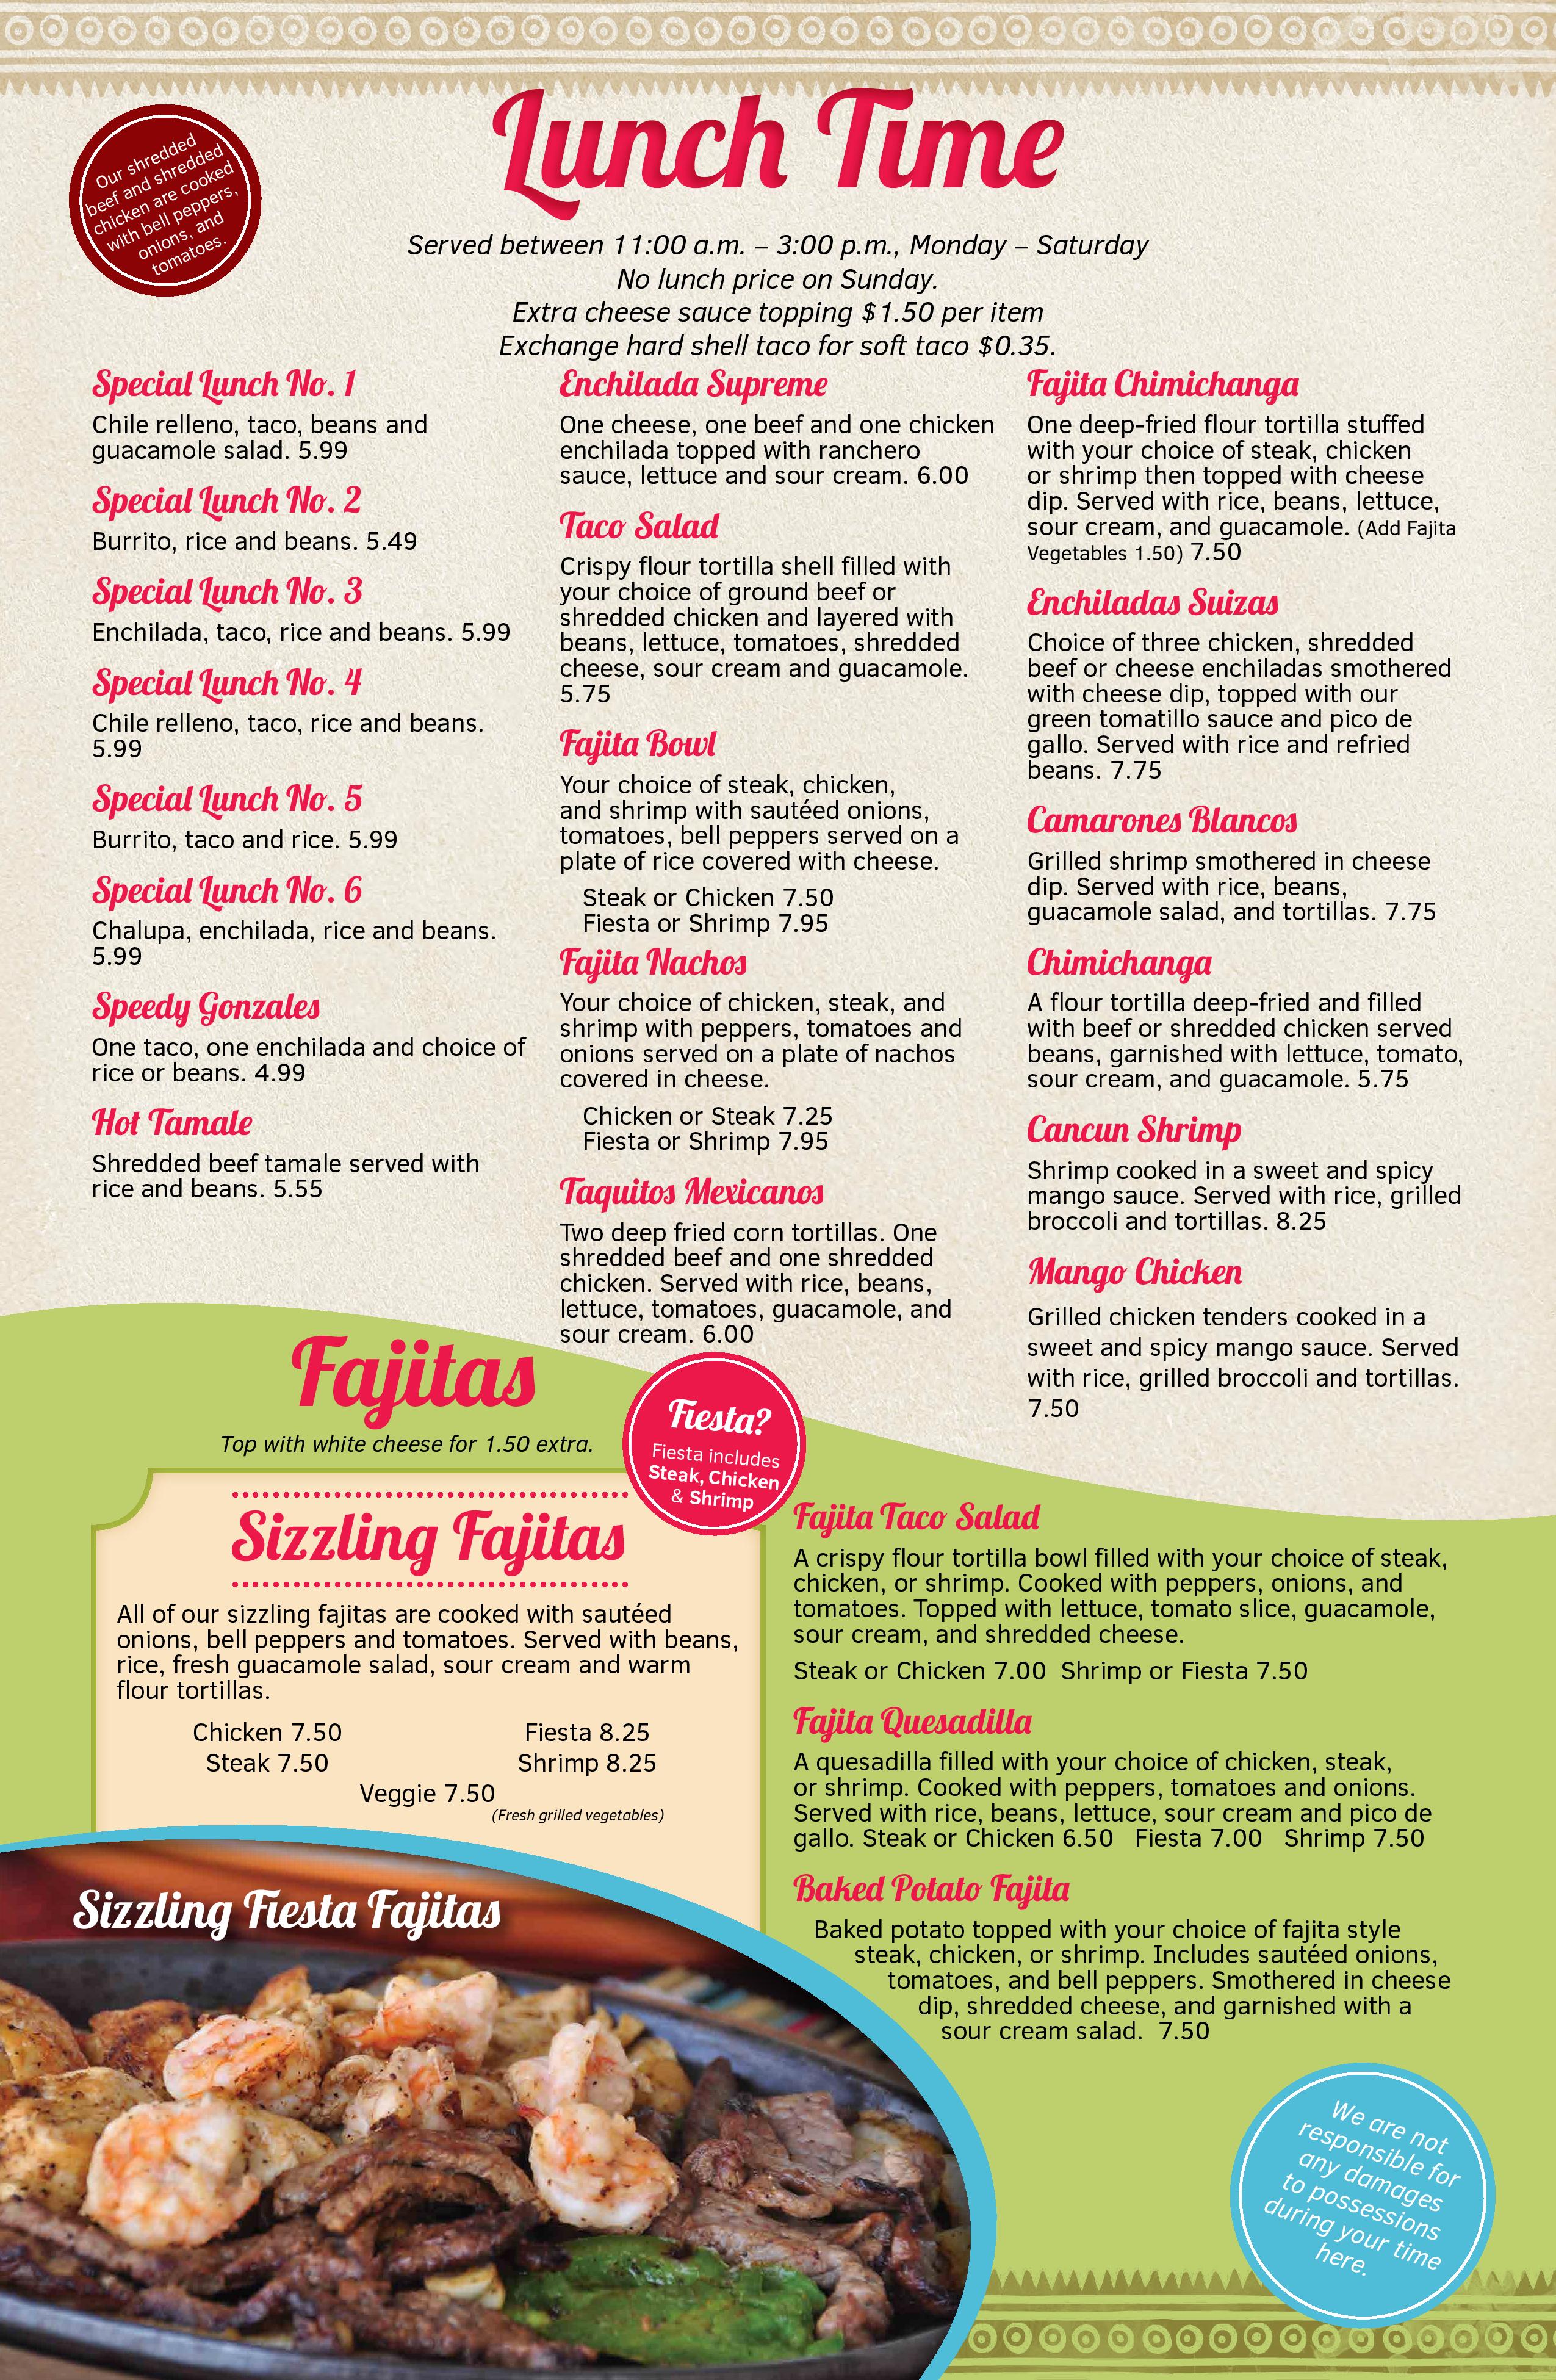 Our shredded
beef and shredded
chicken are cooked
with bell peppers,
onions, and
tomatoes.
Lunch Time
Served between 11:00 a.m. – 3:00 p.m., Monday – Saturday
No lunch price on Sunday.
Extra cheese sauce topping $1.50 per item
Exchange hard shell taco for soft taco $0.35.
Special Lunch No. 1
Chile relleno, taco, beans and
guacamole salad. 5.99
Special Lunch No. 2
Burrito, rice and beans. 5.49
Special Lunch No. 3
Enchilada, taco, rice and beans. 5.99
Special Lunch No. 4
Chile relleno, taco, rice and beans.
5.99
Special Lunch No. 5
Burrito, taco and rice. 5.99
Special Lunch No. 6
Chalupa, enchilada, rice and beans.
5.99
Speedy Gonzales
One taco, one enchilada and choice of
rice or beans. 4.99
Hot Tamale
Shredded beef tamale served with
rice and beans. 5.55
Enchilada Supreme
One cheese, one beef and one chicken
enchilada topped with ranchero
sauce, lettuce and sour cream. 6.00
Taco Salad
Crispy flour tortilla shell filled with
your choice of ground beef or
shredded chicken and layered with
beans, lettuce, tomatoes, shredded
cheese, sour cream and guacamole.
5.75
Fajita Bowl
Your choice of steak, chicken,
and shrimp with sautéed onions,
tomatoes, bell peppers served on a
plate of rice covered with cheese.
Steak or Chicken 7.50
Fiesta or Shrimp 7.95
Fajita Nachos
Your choice of chicken, steak, and
shrimp with peppers, tomatoes and
onions served on a plate of nachos
covered in cheese.
Chicken or Steak 7.25
Fiesta or Shrimp 7.95
Taquitos Mexicanos
Two deep fried corn tortillas. One
shredded beef and one shredded
chicken. Served with rice, beans,
lettuce, tomatoes, guacamole, and
sour cream. 6.00
Fajita Chimichanga
One deep-fried flour tortilla stuffed
with your choice of steak, chicken
or shrimp then topped with cheese
dip. Served with rice, beans, lettuce,
sour cream, and guacamole. (Add Fajita
Vegetables 1.50) 7.50
Enchiladas Suizas
Choice of three chicken, shredded
beef or cheese enchiladas smothered
with cheese dip, topped with our
green tomatillo sauce and pico de
gallo. Served with rice and refried
beans. 7.75
Camarones Blancos
Grilled shrimp smothered in cheese
dip. Served with rice, beans,
guacamole salad, and tortillas. 7.75
Chimichanga
A flour tortilla deep-fried and filled
with beef or shredded chicken served
beans, garnished with lettuce, tomato,
sour cream, and guacamole. 5.75
Cancun Shrimp
Shrimp cooked in a sweet and spicy
mango sauce. Served with rice, grilled
broccoli and tortillas. 8.25
Mango Chicken
Grilled chicken tenders cooked in a
sweet and spicy mango sauce. Served
with rice, grilled broccoli and tortillas.
7.50
Fajitas
Top with white cheese for 1.50 extra.
Fiesta?
Fiesta includes
Steak, Chicken
& Shrimp
Sizzling Fajitas
All of our sizzling fajitas are cooked with sautéed
onions, bell peppers and tomatoes. Served with beans,
rice, fresh guacamole salad, sour cream and warm
flour tortillas.
Chicken 7.50 Fiesta 8.25
Steak 7.50 Shrimp 8.25
Veggie 7.50
(Fresh grilled vegetables)
Sizzling Fiesta Fajitas
Fajita Taco Salad
A crispy flour tortilla bowl filled with your choice of steak,
chicken, or shrimp. Cooked with peppers, onions, and
tomatoes. Topped with lettuce, tomato slice, guacamole,
sour cream, and shredded cheese.
Steak or Chicken 7.00 Shrimp or Fiesta 7.50
Fajita Quesadilla
A quesadilla filled with your choice of chicken, steak,
or shrimp. Cooked with peppers, tomatoes and onions.
Served with rice, beans, lettuce, sour cream and pico de
gallo. Steak or Chicken 6.50 Fiesta 7.00 Shrimp 7.50
Baked Potato Fajita
Baked potato topped with your choice of fajita style
steak, chicken, or shrimp. Includes sautéed onions,
tomatoes, and bell peppers. Smothered in cheese
dip, shredded cheese, and garnished with a
sour cream salad. 7.50
We are not
responsible for
any damages
to possessions
during your time
here.